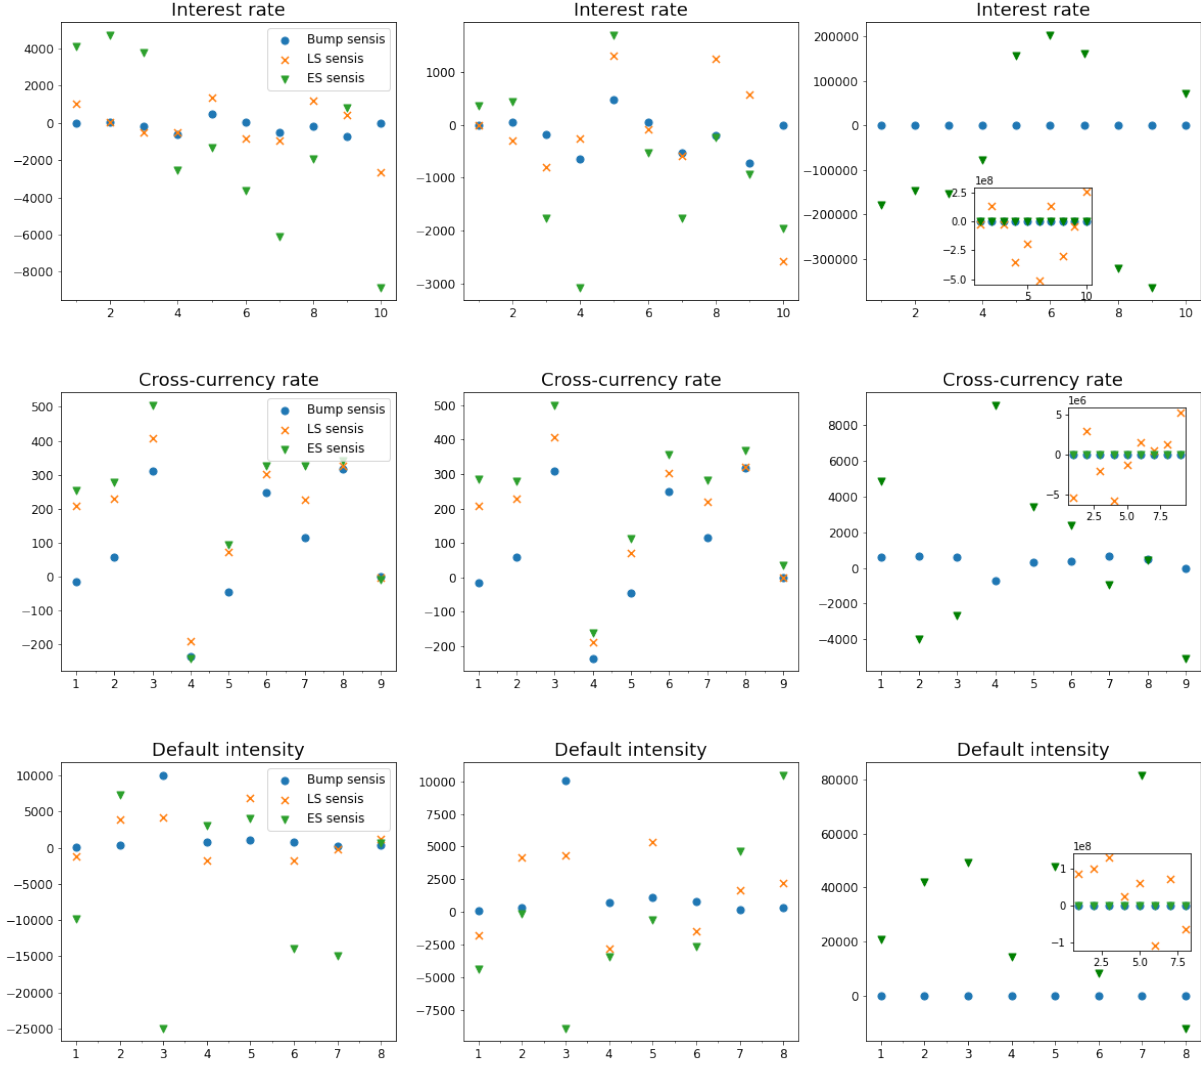 Interest rate
4000
2000
0
−2000
−4000
−6000
−8000
2 4 6 8 10
Bump sensis
LS sensis
ES sensis
Interest rate
1000
0
−1000
−2000
−3000
2 4 6 8 10
Interest rate
200000
100000
0
−100000
−200000
−300000
2 4 6 8 10
1e8
2.5
0.0
−2.5
−5.0
5 10
Cross-currency rate
500
400
300
200
100
0
−100
−200
1 2 3 4 5 6 7 8 9
Bump sensis
LS sensis
ES sensis
Cross-currency rate
500
400
300
200
100
0
−100
−200
1 2 3 4 5 6 7 8 9
Cross-currency rate
8000
6000
4000
2000
0
−2000
−4000
1 2 3 4 5 6 7 8 9
1e6
5
0
−5
2.5 5.0 7.5
Default intensity
10000
5000
0
−5000
−10000
−15000
−20000
−25000
1 2 3 4 5 6 7 8
Bump sensis
LS sensis
ES sensis
Default intensity
10000
7500
5000
2500
0
−2500
−5000
−7500
1 2 3 4 5 6 7 8
Default intensity
80000
60000
40000
20000
0
1 2 3 4 5 6 7 8
1e8
1
0
−1
2.5 5.0 7.5